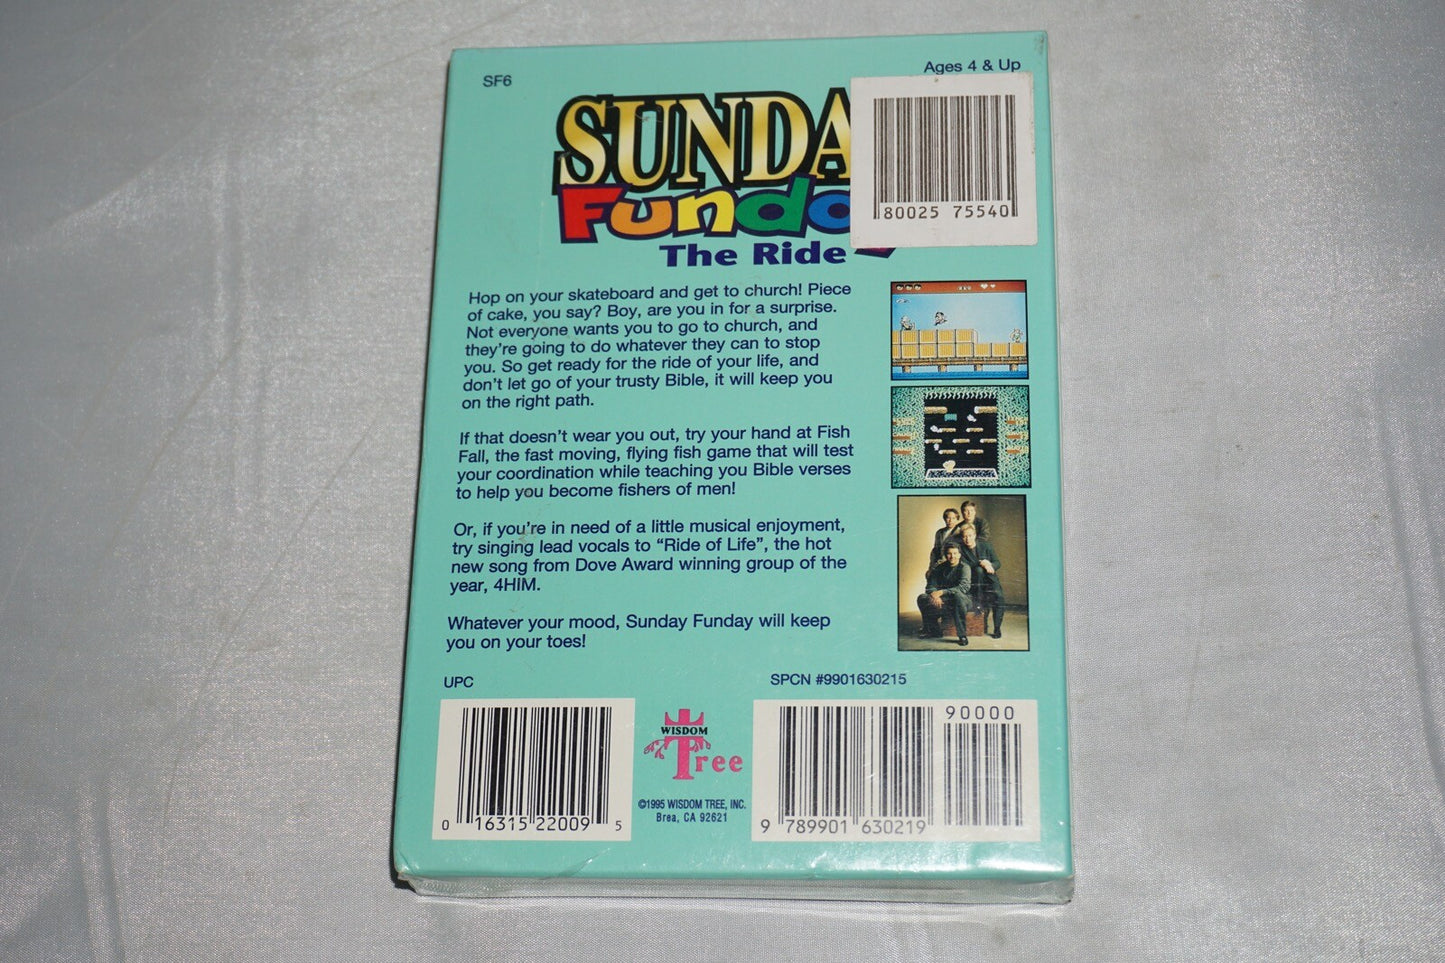 SF6
Ages 4 & Up
SUNDA
Fundo
The Ride
80025 75540
Hop on your skateboard and get to church! Piece
of cake, you say? Boy, are you in for a surprise.
Not everyone wants you to go to church, and
they're going to do whatever they can to stop
you. So get ready for the ride of your life, and
don't let go of your trusty Bible, it will keep you
on the right path.
If that doesn't wear you out, try your hand at Fish
Fall, the fast moving, flying fish game that will test
your coordination while teaching you Bible verses
to help you become fishers of men!
Or, if you're in need of a little musical enjoyment,
try singing lead vocals to “Ride of Life”, the hot
new song from Dove Award winning group of the
year, 4HIM.
Whatever your mood, Sunday Funday will keep
you on your toes!
UPC
SPCN #9901630215
0 16315 22009 5
WISDOM
Tree
©1995 WISDOM TREE, INC.
Brea, CA 92621
90000
9 789901 630219